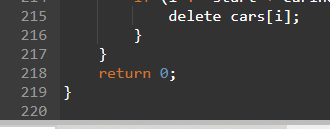 215 delete cars[i];
216 }
217 }
218 return 0;
219 }
220